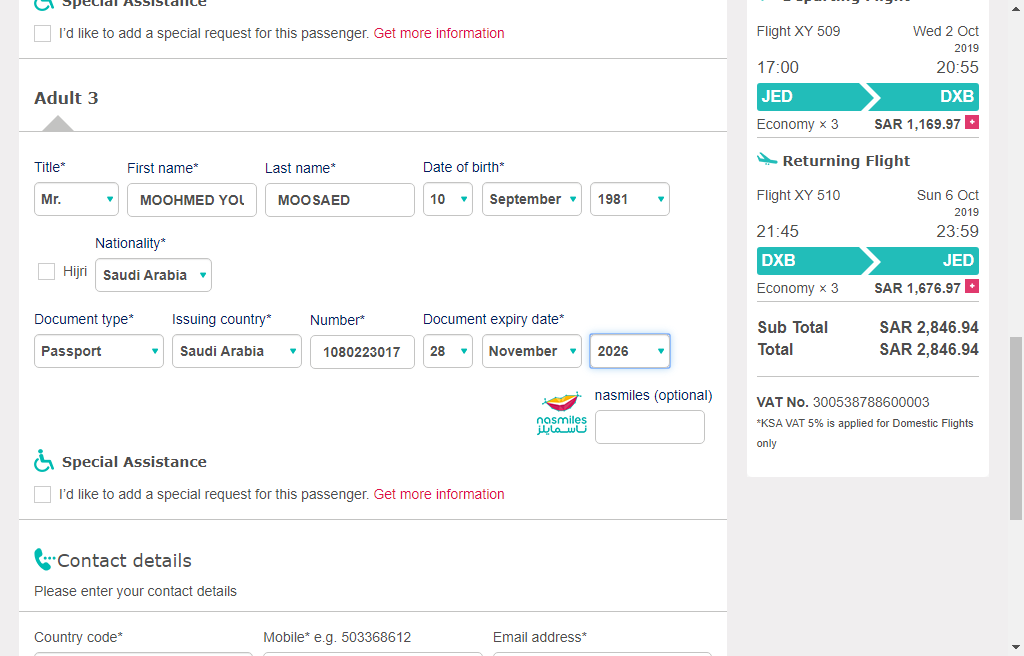 Special Assistance
I'd like to add a special request for this passenger. Get more information
Adult 3
Title* First name* Last name* Date of birth*
Mr. MOOHMED YOU MOOSAED 10 September 1981
Nationality*
Hijri Saudi Arabia
Document type* Issuing country* Number* Document expiry date*
Passport Saudi Arabia 1080223017 28 November 2026
nasmiles (optional)
nasmiles
ناسمايلز
Special Assistance
I'd like to add a special request for this passenger. Get more information
Contact details
Please enter your contact details
Country code* Mobile* e.g. 503368612 Email address*
Departing Flight
Flight XY 509 Wed 2 Oct
2019
17:00 20:55
JED DXB
Economy × 3 SAR 1,169.97 +
Returning Flight
Flight XY 510 Sun 6 Oct
2019
21:45 23:59
DXB JED
Economy × 3 SAR 1,676.97 +
Sub Total SAR 2,846.94
Total SAR 2,846.94
VAT No. 300538788600003
*KSA VAT 5% is applied for Domestic Flights
only